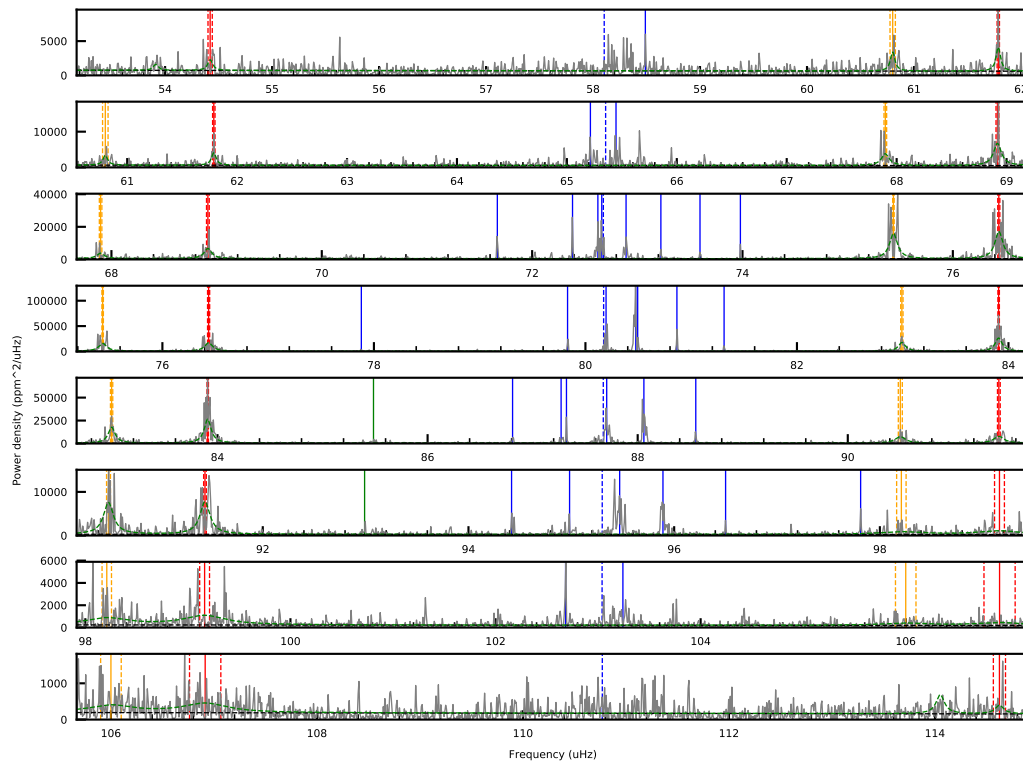 5000
0
54 55 56 57 58 59 60 61 62
10000
0
61 62 63 64 65 66 67 68 69
40000
20000
0
68 70 72 74 76
100000
50000
0
76 78 80 82 84
50000
25000
0
84 86 88 90
10000
0
92 94 96 98
6000
4000
2000
0
98 100 102 104 106
1000
0
106 108 110 112 114
Power density (ppm^2/uHz)
Frequency (uHz)